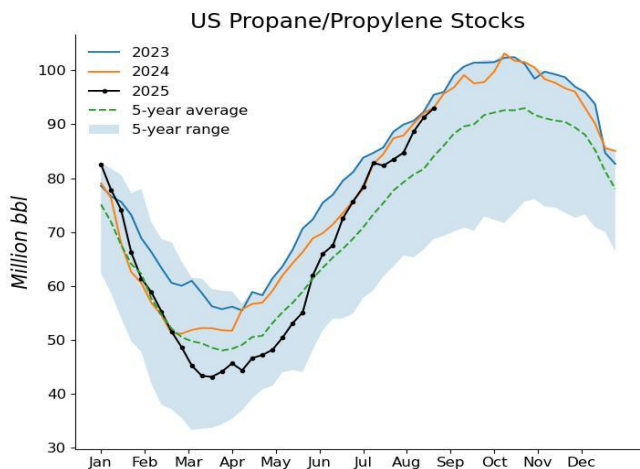 US Propane/Propylene Stocks
2023
2024
2025
5-year average
5-year range
Million bbl
100
90
80
70
60
50
40
30
Jan Feb Mar Apr May Jun Jul Aug Sep Oct Nov Dec